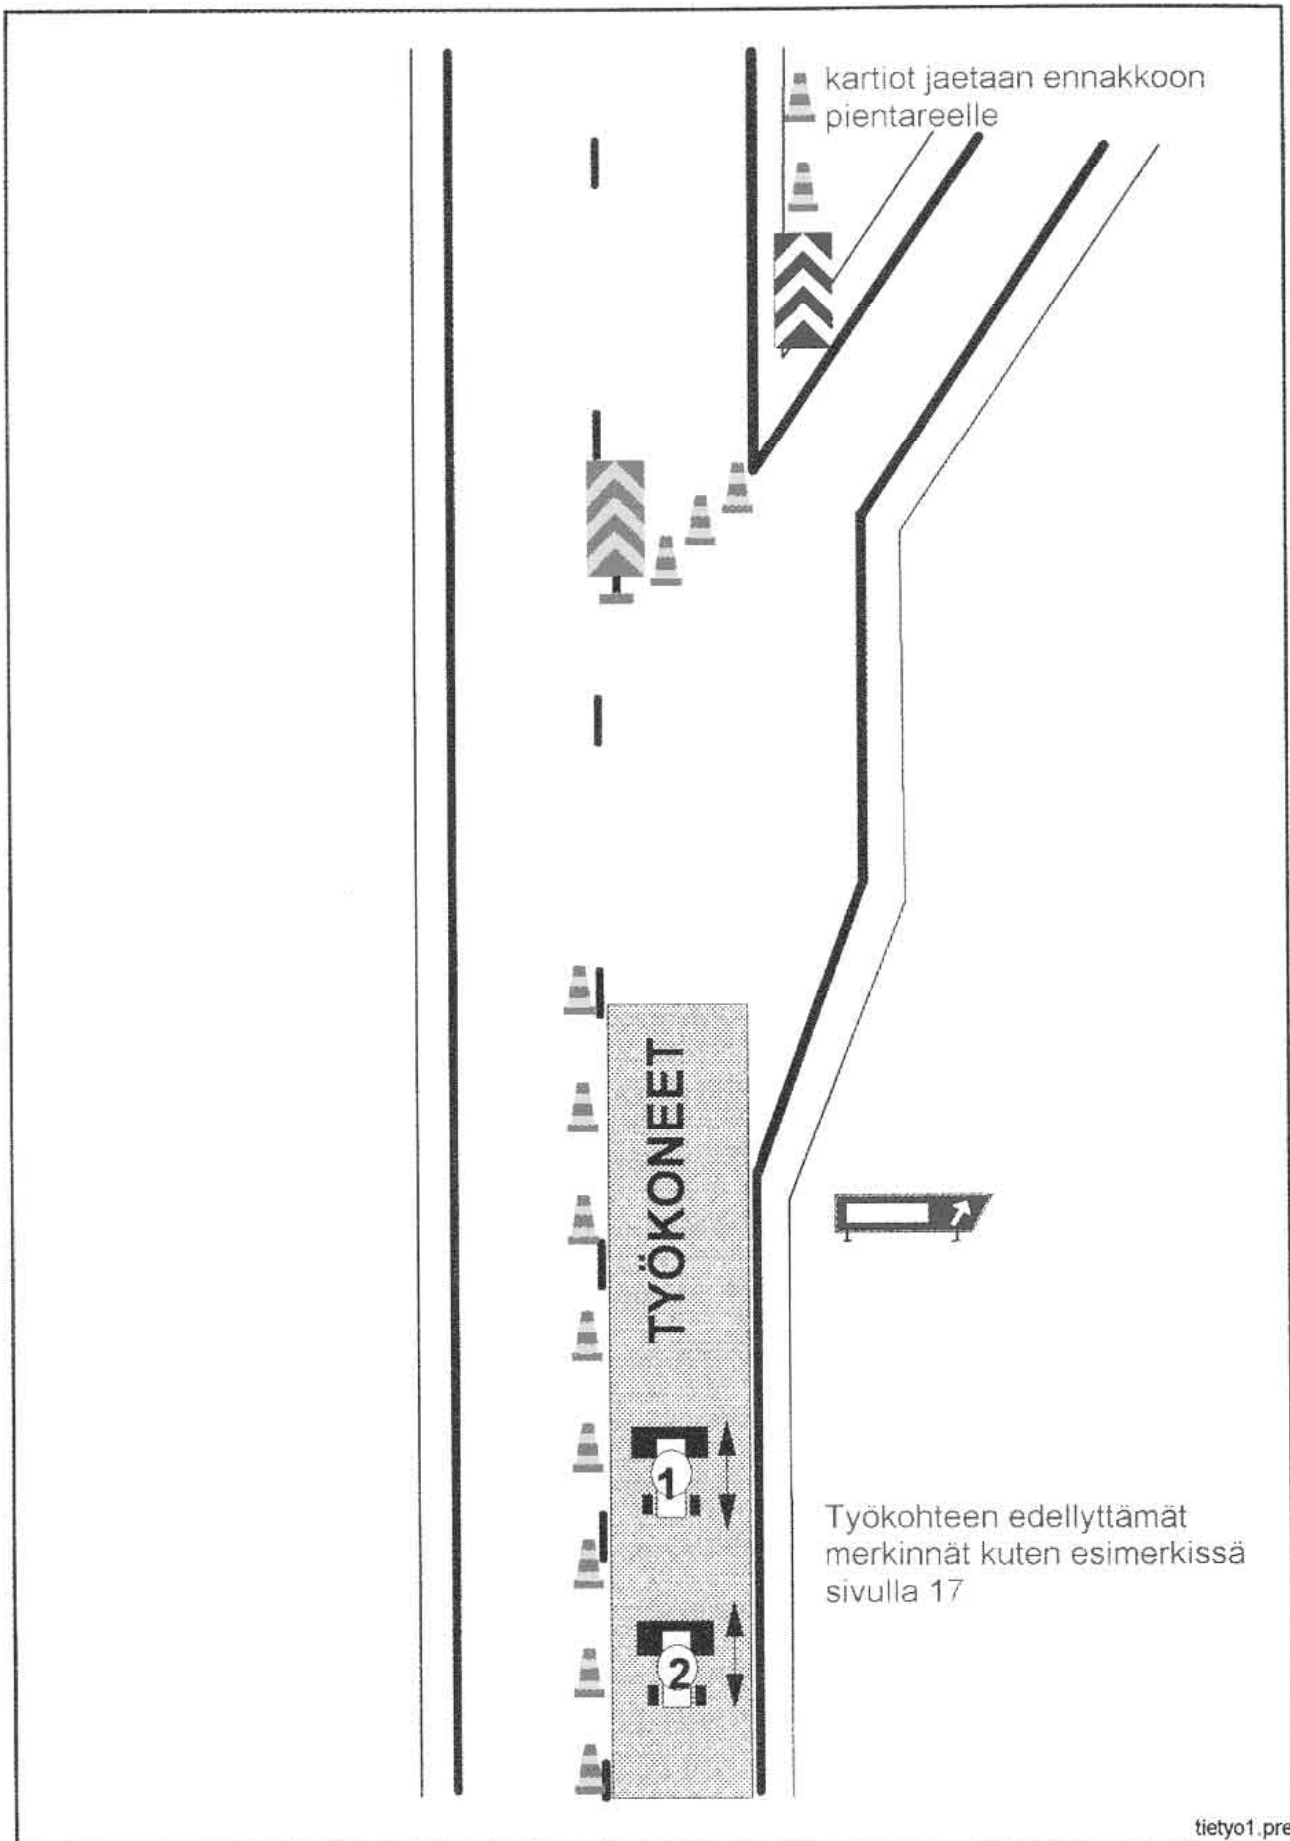 kartiot jaetaan ennakkoon
pientareelle
TYÖKONEET
1
Työkohteen edellyttämät
merkinnät kuten esimerkissä
sivulla 17
2
tietyo1.pre